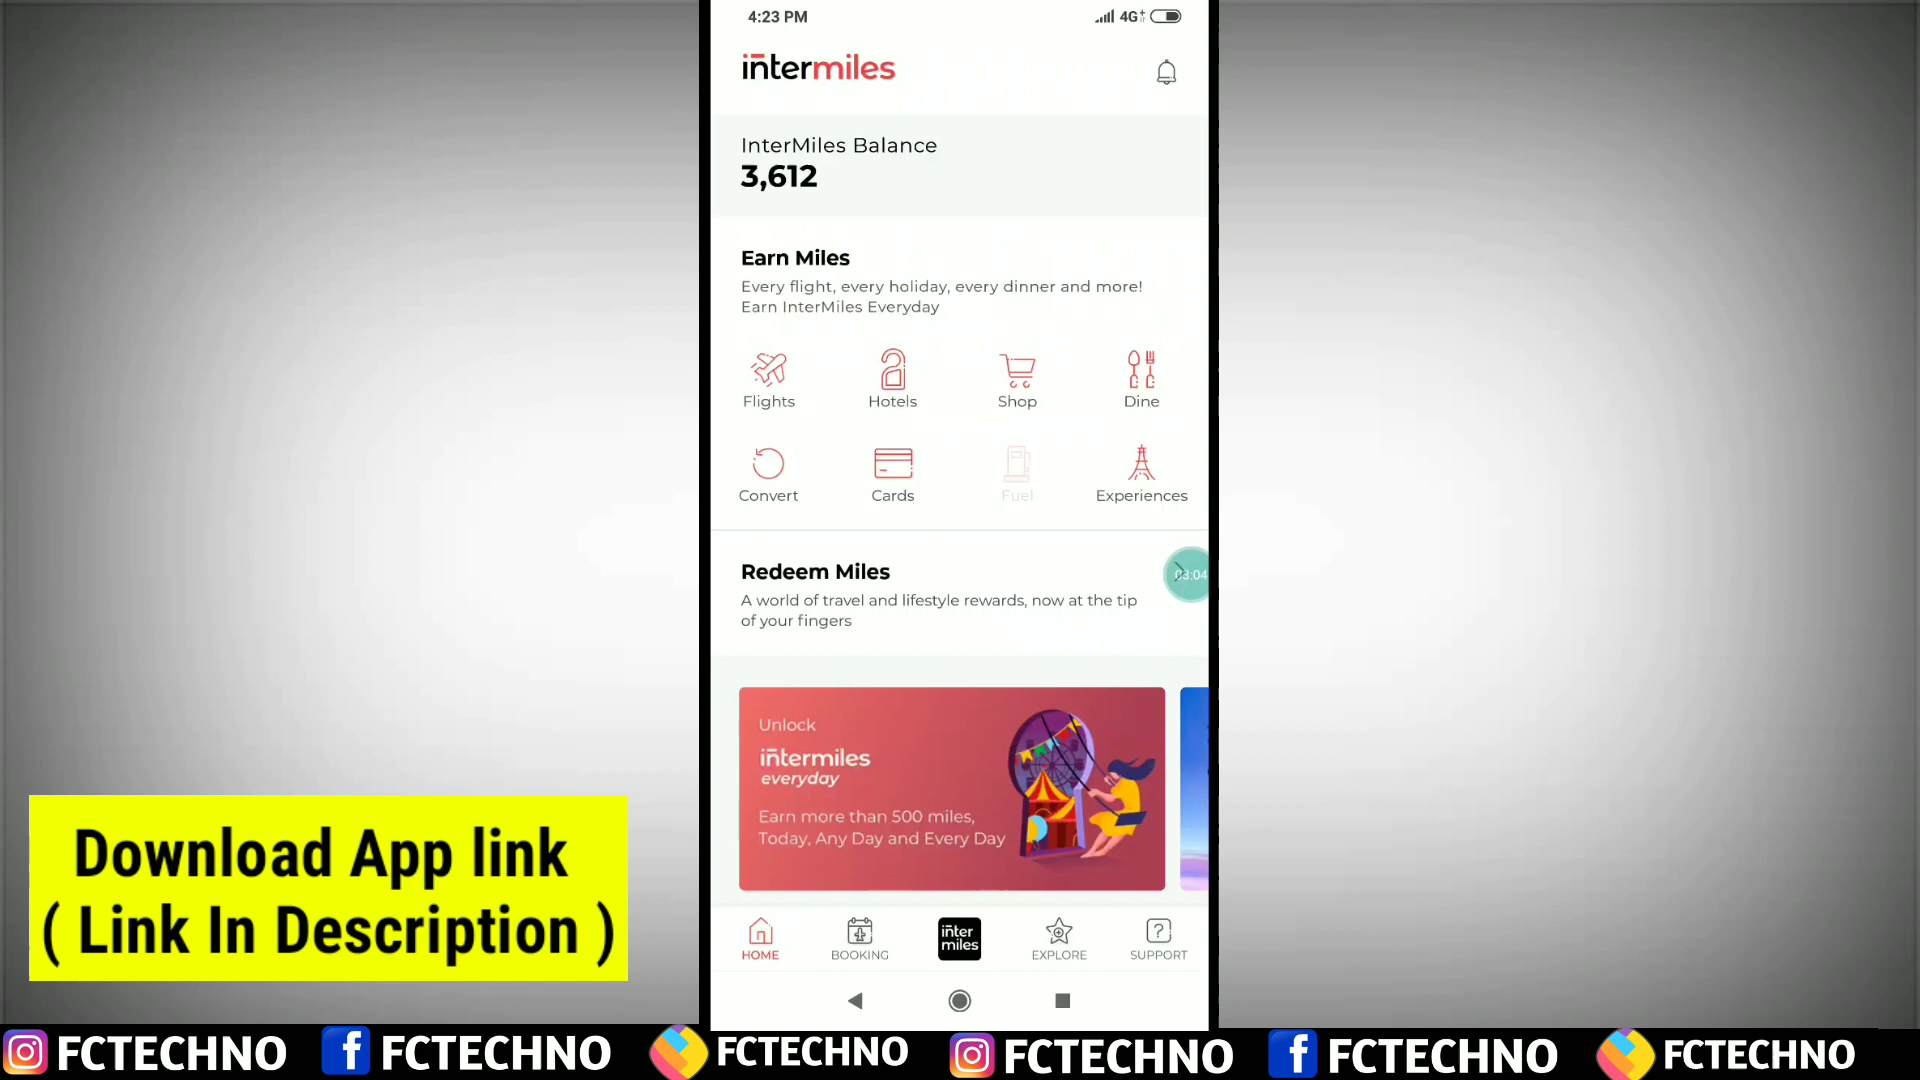 4:23 PM
4G+
intermiles
InterMiles Balance
3,612
Earn Miles
Every flight, every holiday, every dinner and more!
Earn InterMiles Everyday
Flights
Hotels
Shop
Dine
Convert
Cards
Fuel
Experiences
Redeem Miles
03:04
A world of travel and lifestyle rewards, now at the tip
of your fingers
Unlock
intermiles
everyday
Earn more than 500 miles,
Today, Any Day and Every Day
Download App link
( Link In Description )
HOME
BOOKING
inter
miles
EXPLORE
SUPPORT
FCTECHNO
FCTECHNO
FCTECHNO
FCTECHNO
FCTECHNO
FCTECHNO